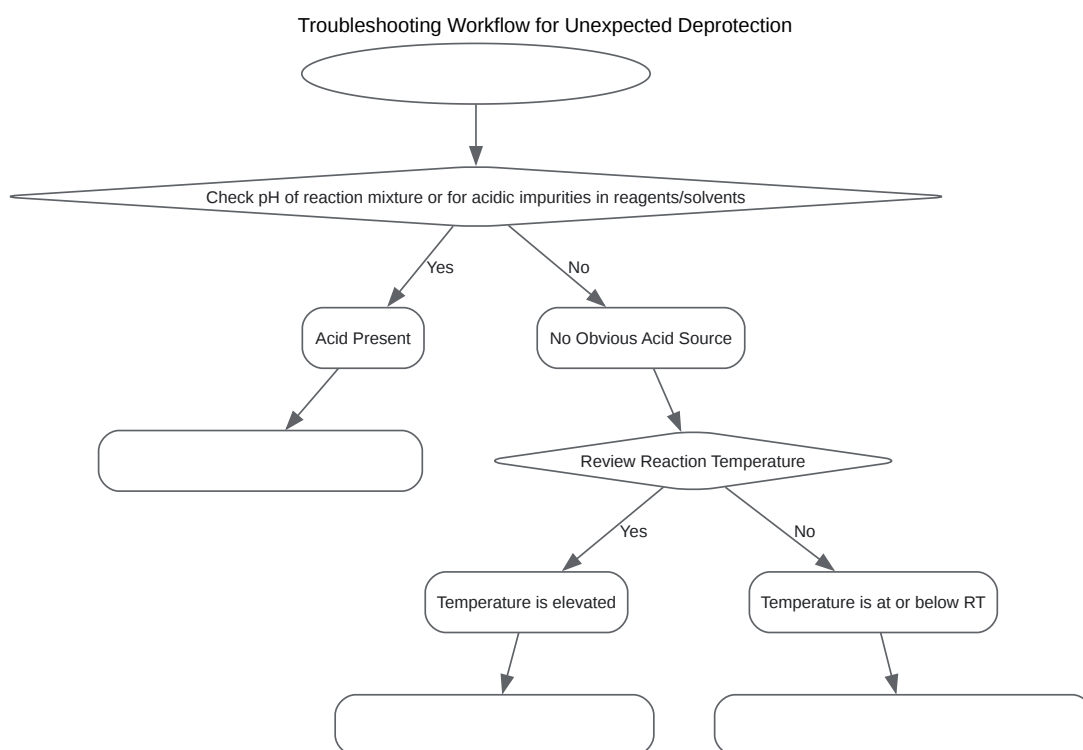 Troubleshooting Workflow for Unexpected Deprotection
Check pH of reaction mixture or for acidic impurities in reagents/solvents
Yes
No
Acid Present
No Obvious Acid Source
Review Reaction Temperature
Yes
No
Temperature is elevated
Temperature is at or below RT